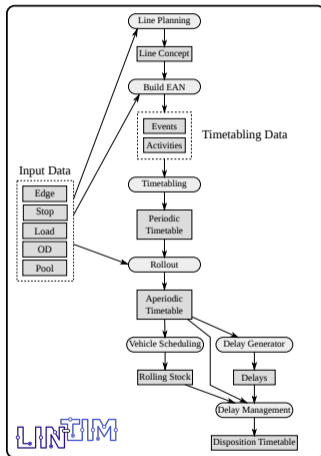 Line Planning
Line Concept
Build EAN
Events
Activities
Timetabling Data
Input Data
Edge
Stop
Load
OD
Pool
Timetabling
Periodic
Timetable
Rollout
Aperiodic
Timetable
Vehicle Scheduling
Delay Generator
Rolling Stock
Delays
Delay Management
Disposition Timetable
LINTIM